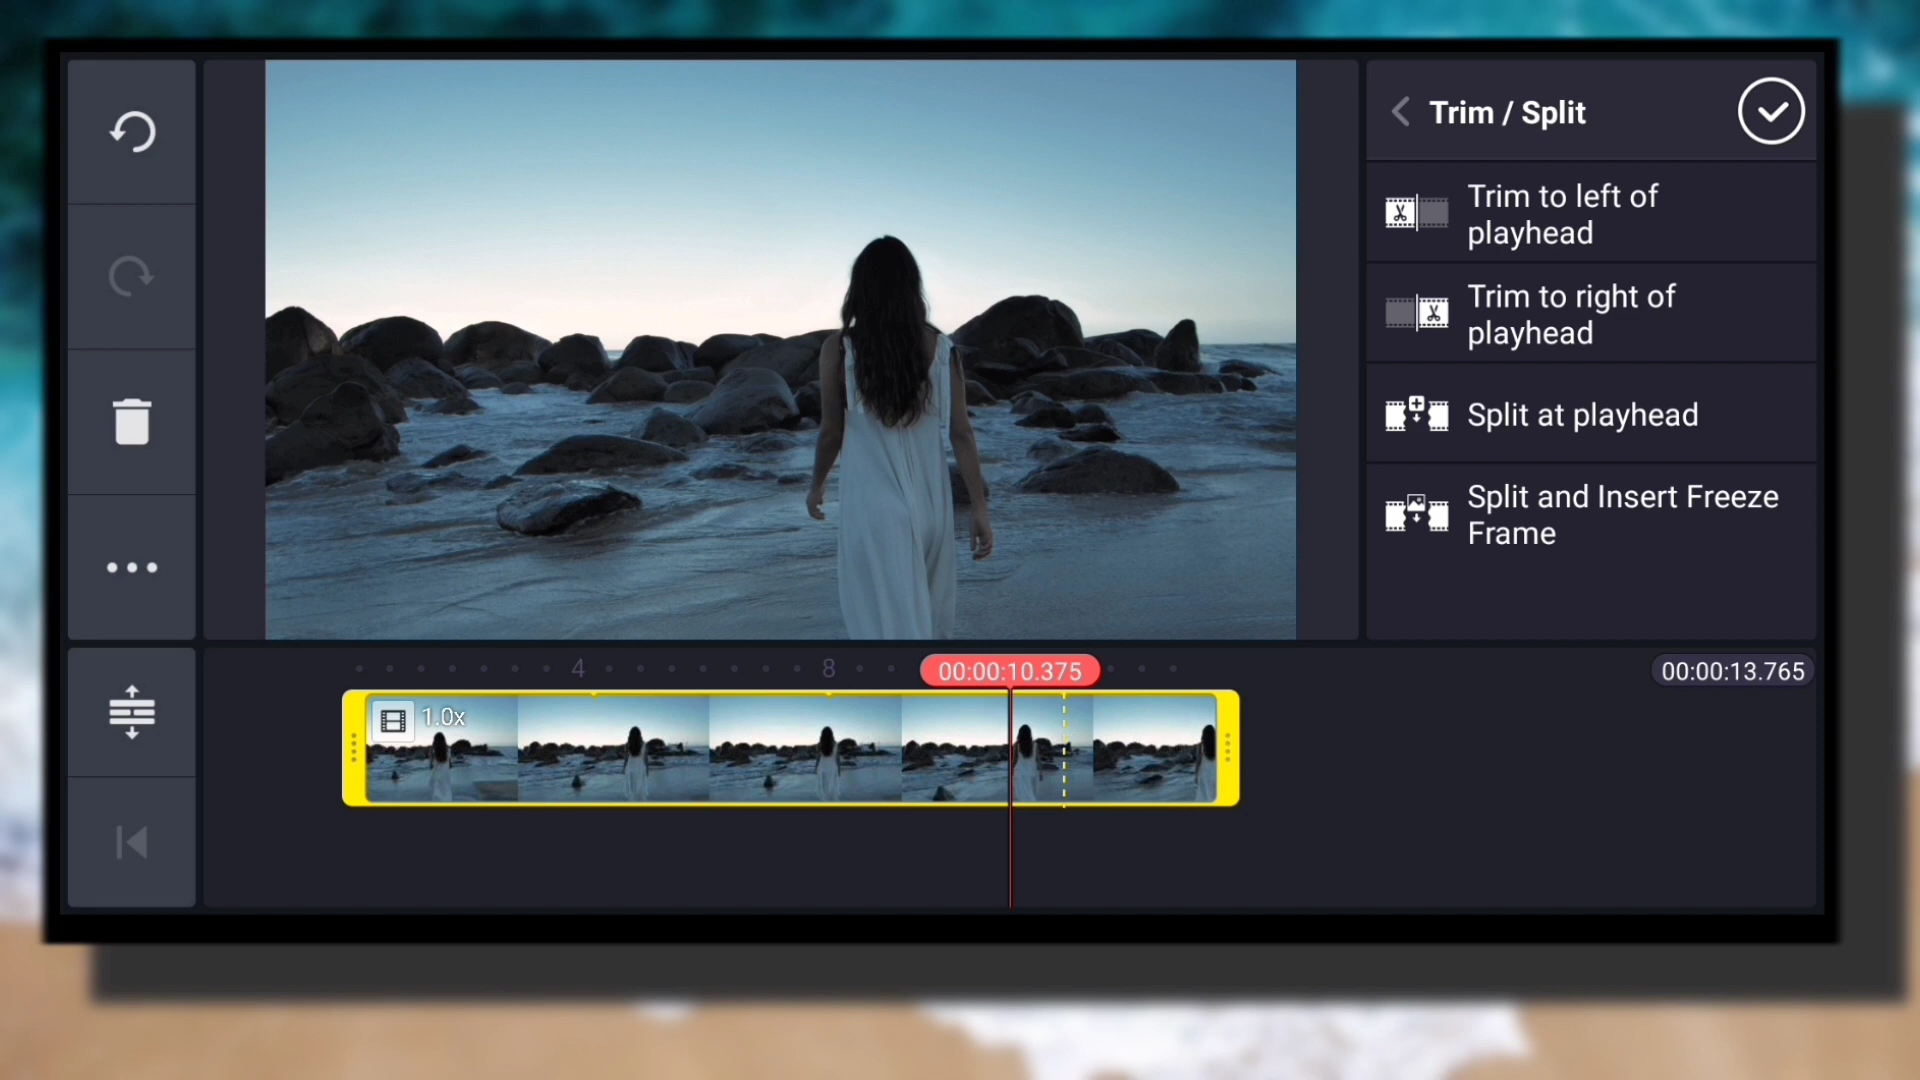 Trim / Split
Trim to left of
playhead
Trim to right of
playhead
Split at playhead
Split and Insert Freeze
Frame
4
8
00:00:10.375
00:00:13.765
1.0x